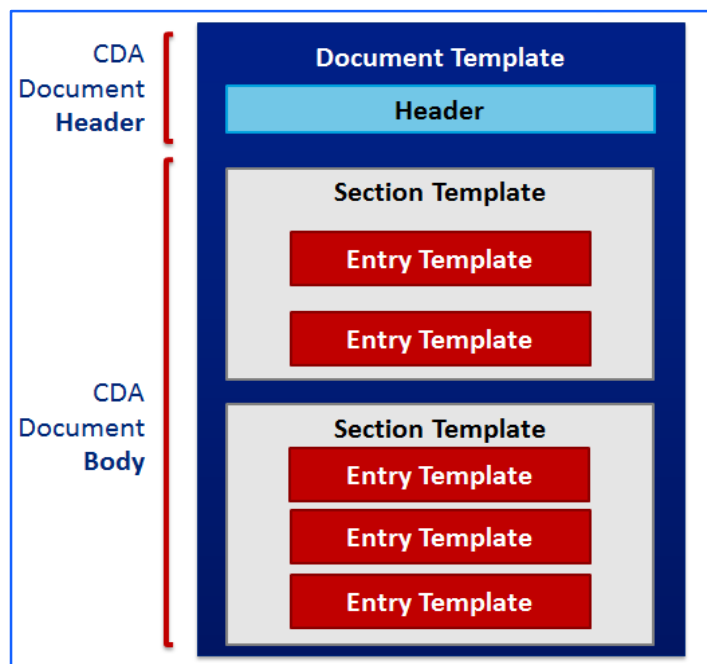 CDA
Document
Header
Document Template
Header
CDA
Document
Body
Section Template
Entry Template
Entry Template
Section Template
Entry Template
Entry Template
Entry Template